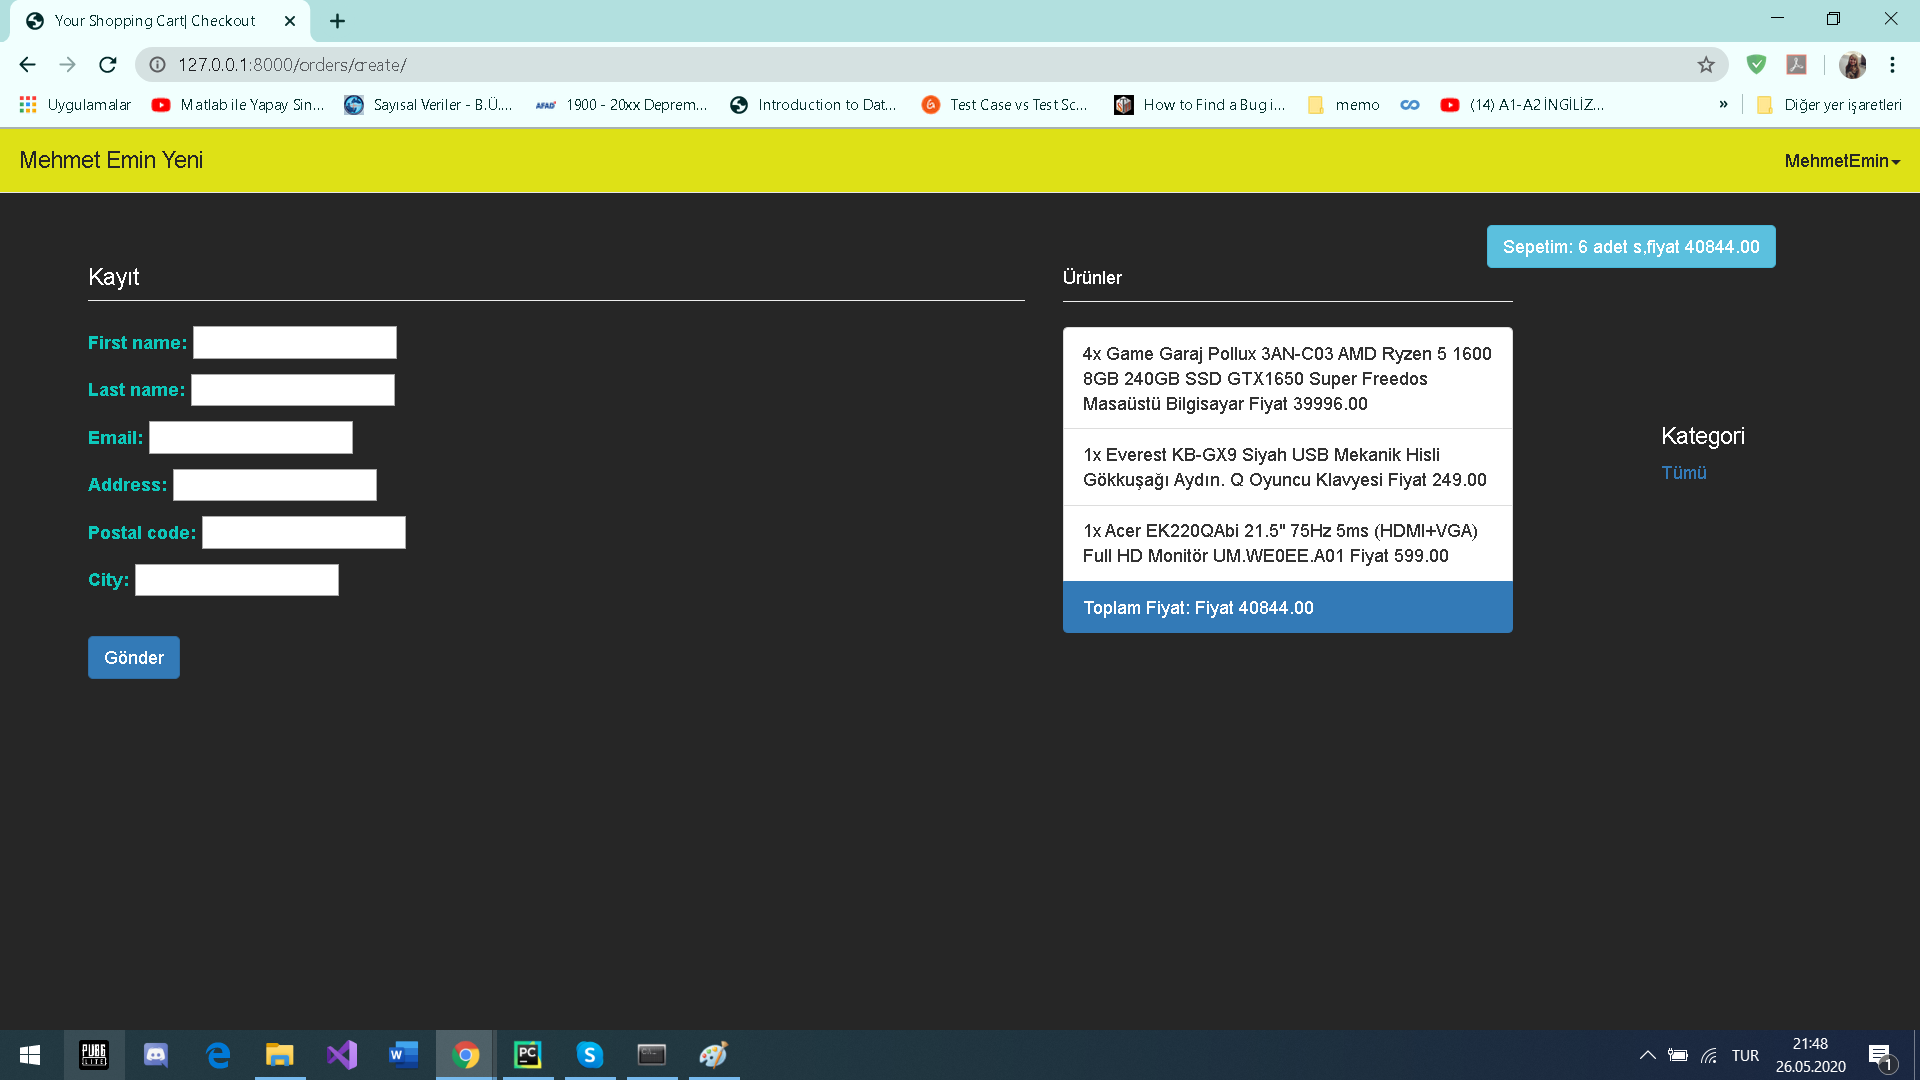 Your Shopping Cart| Checkout
127.0.0.1:8000/orders/create/
Uygulamalar
Matlab ile Yapay Sin...
Sayısal Veriler - B.Ü....
AFAD
1900 - 20xx Deprem...
Introduction to Dat...
Test Case vs Test Sc...
How to Find a Bug i...
memo
(14) A1-A2 İNGİLİZ...
»
Diğer yer işaretleri
Mehmet Emin Yeni
MehmetEmin
Sepetim: 6 adet s,fiyat 40844.00
Kayıt
First name:
Last name:
Email:
Address:
Postal code:
City:
Gönder
Ürünler
4x Game Garaj Pollux 3AN-C03 AMD Ryzen 5 1600
8GB 240GB SSD GTX1650 Super Freedos
Masaüstü Bilgisayar Fiyat 39996.00
1x Everest KB-GX9 Siyah USB Mekanik Hisli
Gökkuşağı Aydın. Q Oyuncu Klavyesi Fiyat 249.00
1x Acer EK220QAbi 21.5" 75Hz 5ms (HDMI+VGA)
Full HD Monitör UM.WE0EE.A01 Fiyat 599.00
Toplam Fiyat: Fiyat 40844.00
Kategori
Tümü
PUBG
LITE
PC
TUR
21:48
26.05.2020
1